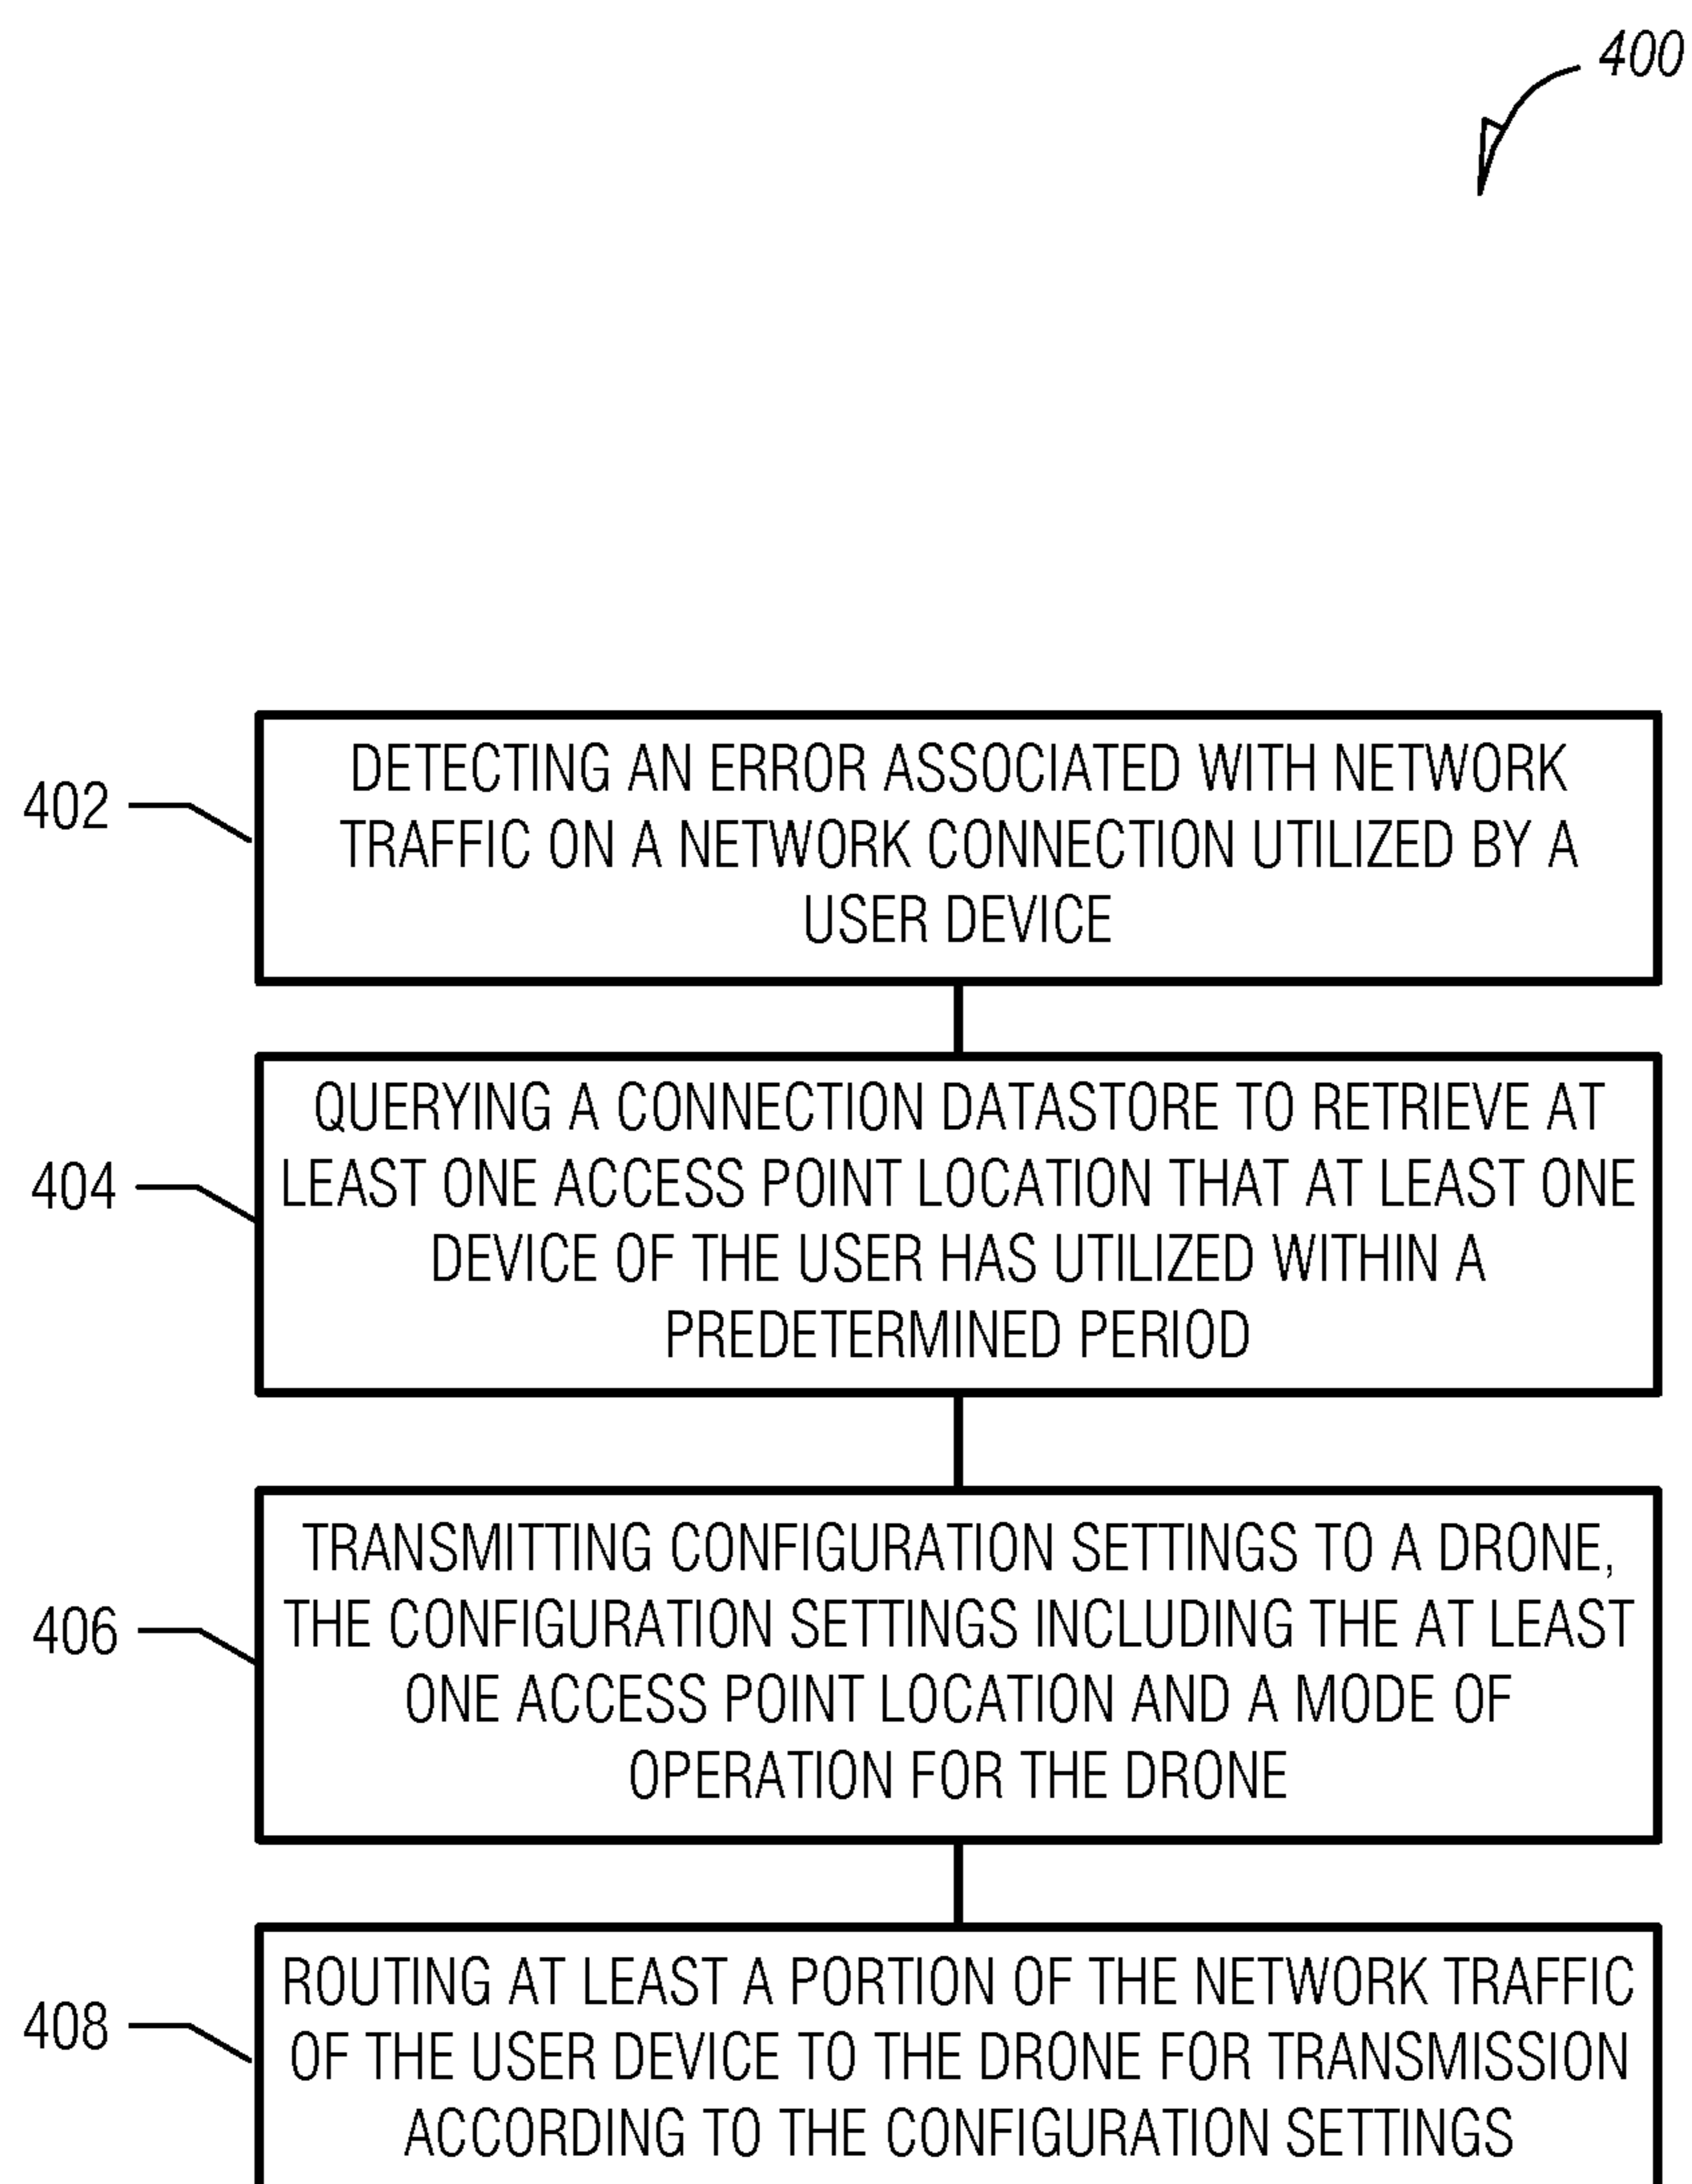 400
402
DETECTING AN ERROR ASSOCIATED WITH NETWORK
TRAFFIC ON A NETWORK CONNECTION UTILIZED BY A
USER DEVICE
404
QUERYING A CONNECTION DATASTORE TO RETRIEVE AT
LEAST ONE ACCESS POINT LOCATION THAT AT LEAST ONE
DEVICE OF THE USER HAS UTILIZED WITHIN A
PREDETERMINED PERIOD
406
TRANSMITTING CONFIGURATION SETTINGS TO A DRONE,
THE CONFIGURATION SETTINGS INCLUDING THE AT LEAST
ONE ACCESS POINT LOCATION AND A MODE OF
OPERATION FOR THE DRONE
408
ROUTING AT LEAST A PORTION OF THE NETWORK TRAFFIC
OF THE USER DEVICE TO THE DRONE FOR TRANSMISSION
ACCORDING TO THE CONFIGURATION SETTINGS